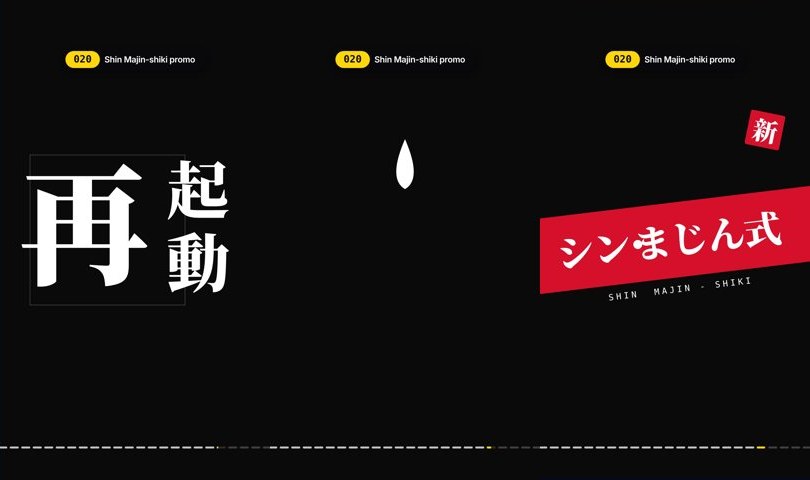 020 Shin Majin-shiki promo
再起動
020 Shin Majin-shiki promo
020 Shin Majin-shiki promo
新
シン・まじん式
SHIN MAJIN - SHIKI